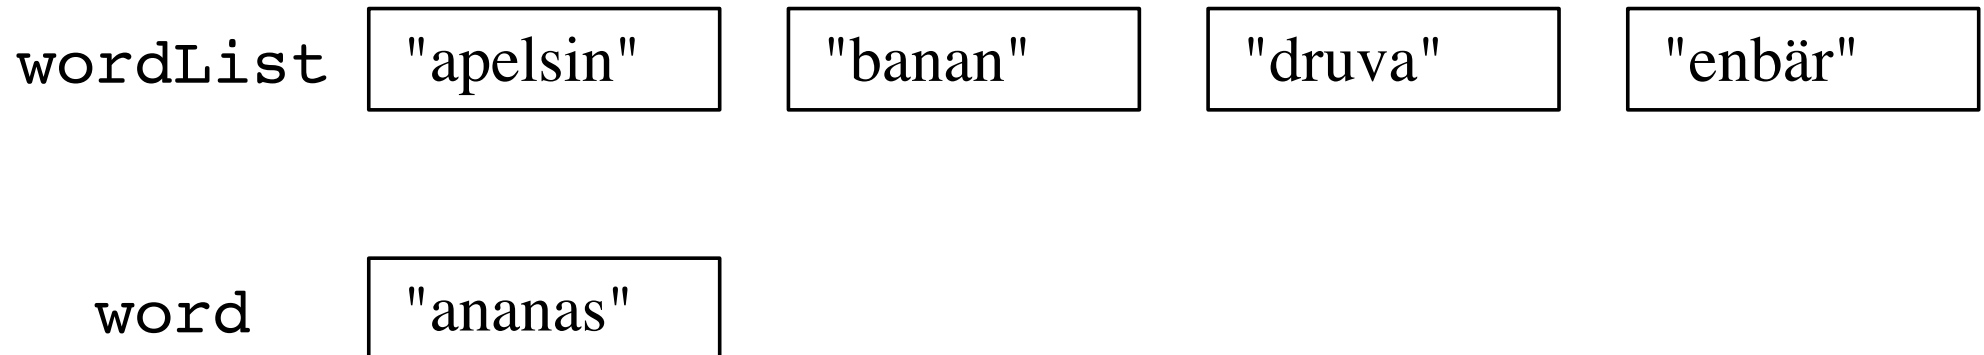 wordList "apelsin" "banan" "druva" "enbär"
word "ananas"